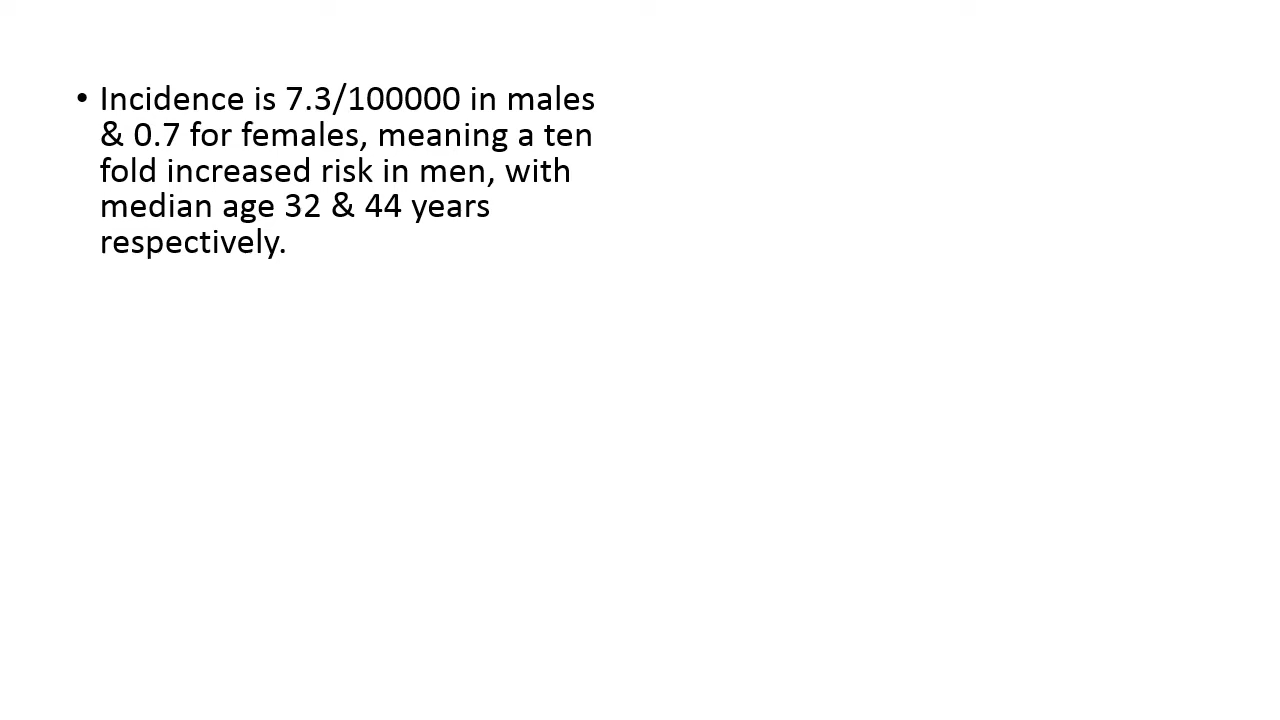 • Incidence is 7.3/100000 in males
& 0.7 for females, meaning a ten
fold increased risk in men, with
median age 32 & 44 years
respectively.